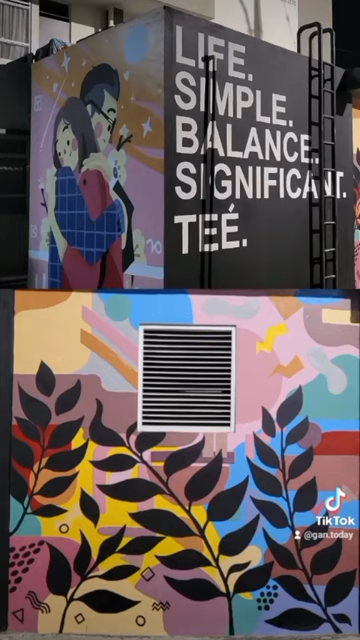 LIFE.
SIMPLE.
BALANCE.
SIGNIFICANT.
TEÉ.
TikTok
@gan.today